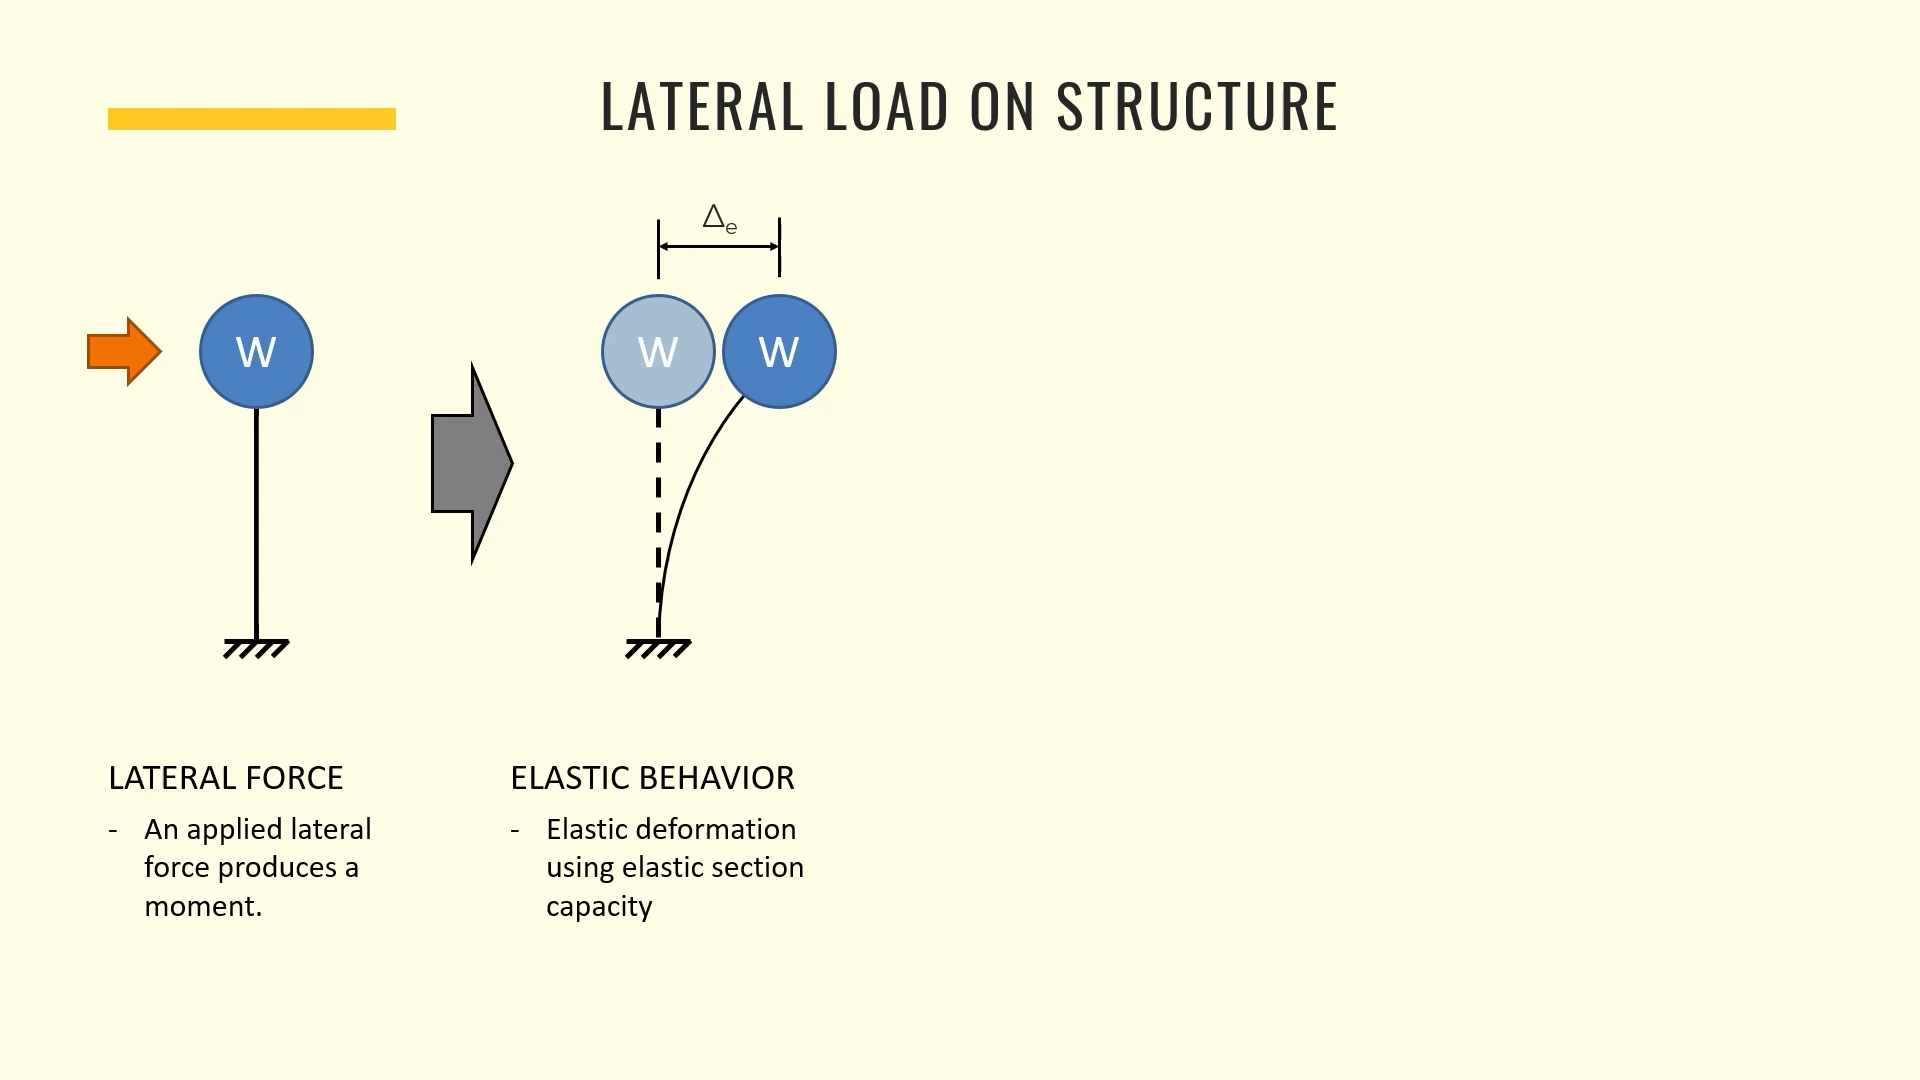 LATERAL LOAD ON STRUCTURE
Δe
W
W
W
LATERAL FORCE
- An applied lateral
force produces a
moment.
ELASTIC BEHAVIOR
- Elastic deformation
using elastic section
capacity